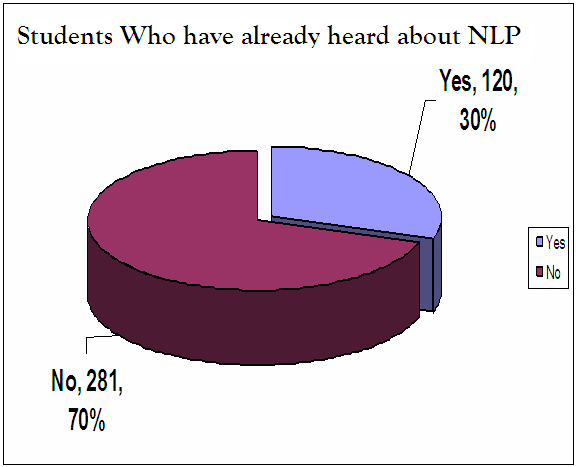 Students Who have already heard about NLP
Yes, 120,
30%
Yes
No
No, 281,
70%